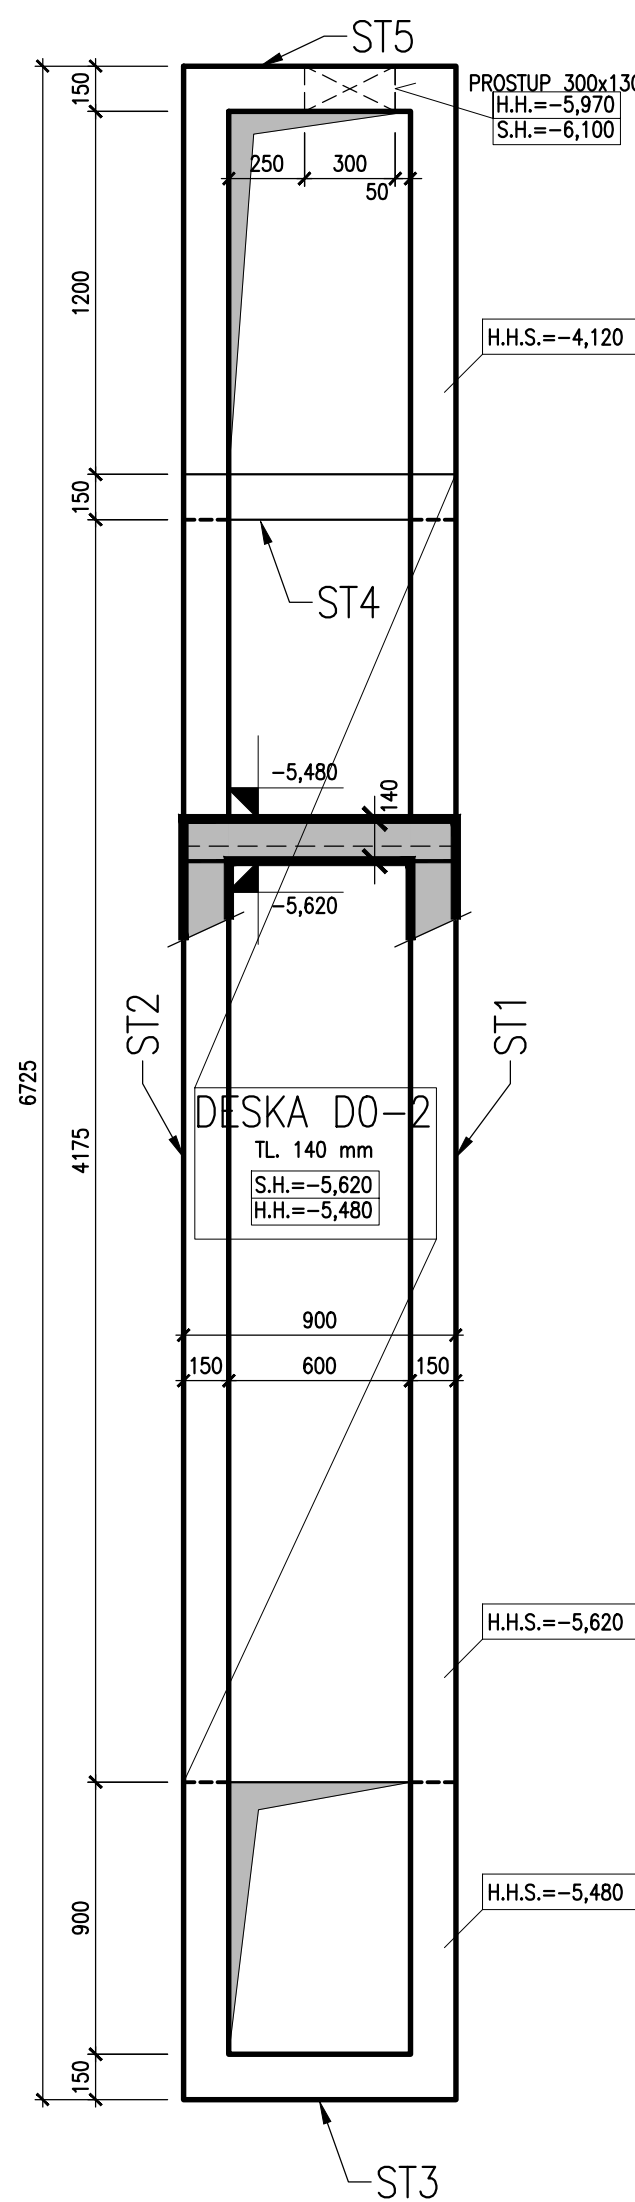 ST5
150
PROSTUP 300x130
H.H.=-5,970
S.H.=-6,100
250
300
50
1200
H.H.S.=-4,120
150
ST4
-5,480
140
-5,620
ST2
ST1
6725
4175
DESKA DO-2
TL. 140 mm
S.H.=-5,620
H.H.=-5,480
900
150
600
150
H.H.S.=-5,620
900
H.H.S.=-5,480
150
ST3